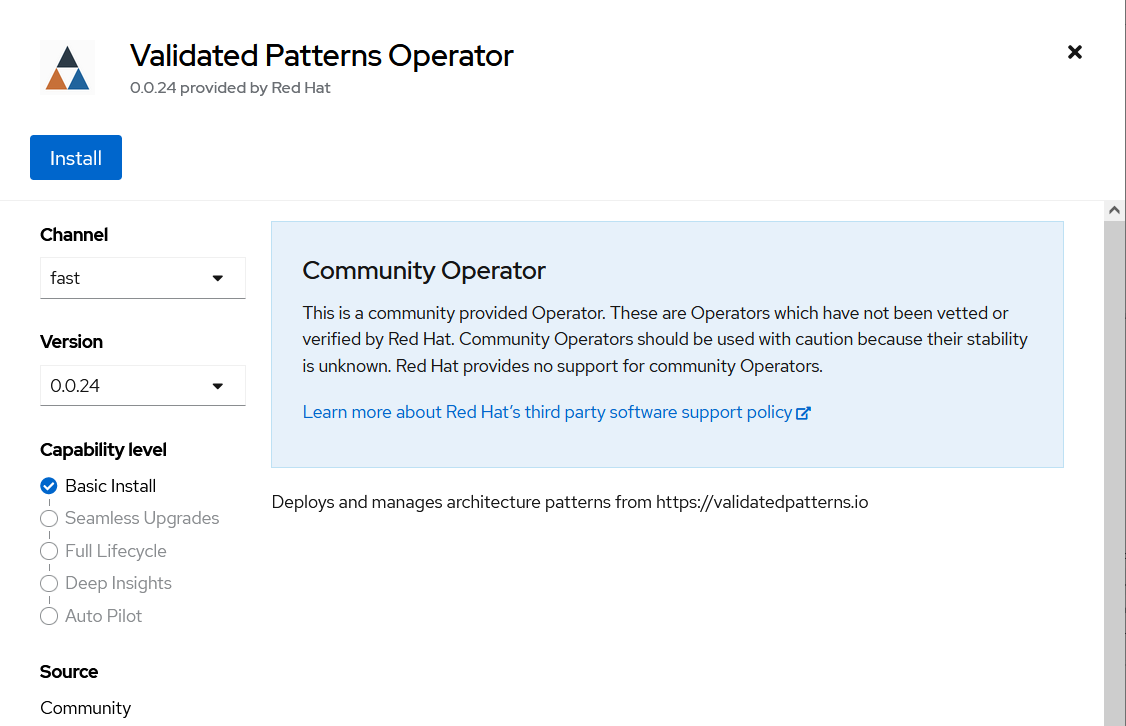 Validated Patterns Operator
0.0.24 provided by Red Hat
Install
Channel
fast
Version
0.0.24
Capability level
Basic Install
Seamless Upgrades
Full Lifecycle
Deep Insights
Auto Pilot
Source
Community
Community Operator
This is a community provided Operator. These are Operators which have not been vetted or
verified by Red Hat. Community Operators should be used with caution because their stability
is unknown. Red Hat provides no support for community Operators.
Learn more about Red Hat’s third party software support policy
Deploys and manages architecture patterns from https://validatedpatterns.io